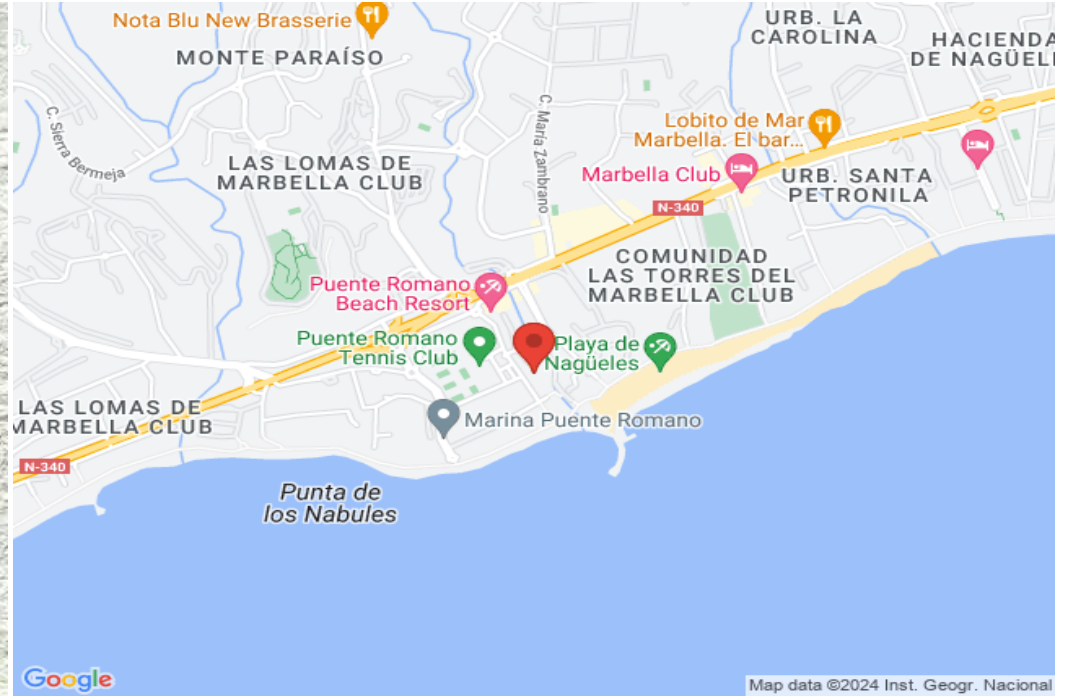 Nota Blu New Brasserie
MONTE PARAÍSO
URB. LA
CAROLINA
HACIENDA
DE NAGÜEL
C. Sierra Bermeja
C. María Zambrano
Lobito de Mar
Marbella. El bar...
LAS LOMAS DE
MARBELLA CLUB
Marbella Club
URB. SANTA
PETRONILA
N-340
COMUNIDAD
LAS TORRES DEL
MARBELLA CLUB
Puente Romano
Beach Resort
Puente Romano
Tennis Club
Playa de
Nagüeles
LAS LOMAS DE
MARBELLA CLUB
Marina Puente Romano
N-340
Punta de
los Nabules
Google
Map data ©2024 Inst. Geogr. Nacional